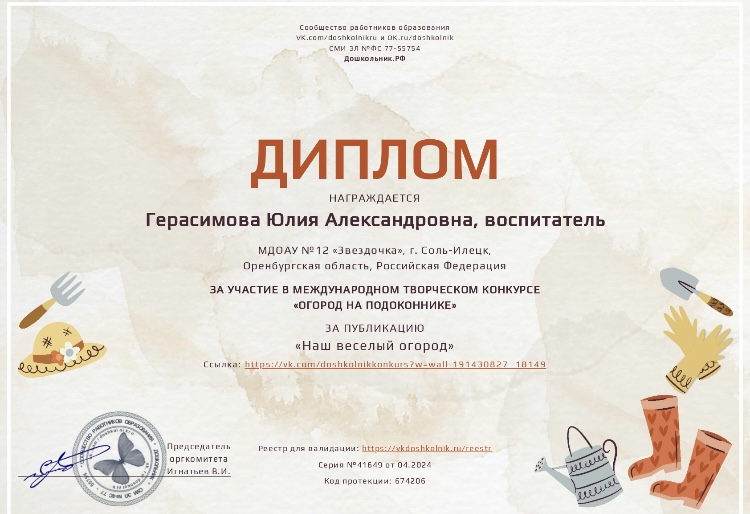 Сообщество работников образования
VK.com/doshkolnikru и OK.ru/doshkolnik
СМИ ЭЛ №ФС 77-55754
Дошкольник.РФ
ДИПЛОМ
НАГРАЖДАЕТСЯ
Герасимова Юлия Александровна, воспитатель
МДОАУ №12 «Звездочка», г. Соль-Илецк,
Оренбургская область, Российская Федерация
ЗА УЧАСТИЕ В МЕЖДУНАРОДНОМ ТВОРЧЕСКОМ КОНКУРСЕ
«ОГОРОД НА ПОДОКОННИКЕ»
ЗА ПУБЛИКАЦИЮ
«Наш веселый огород»
Ссылка: https://vk.com/doshkolnikkonkurs?w=wall-191430827_18149
СООБЩЕСТВО РАБОТНИКОВ ОБРАЗОВАНИЯ
Председатель
оргкомитета
Игнатьев В.И.
Реестр для валидации: https://vkdoshkolnik.ru/reestr
Серия №41649 от 04.2024
Код протекции: 674206